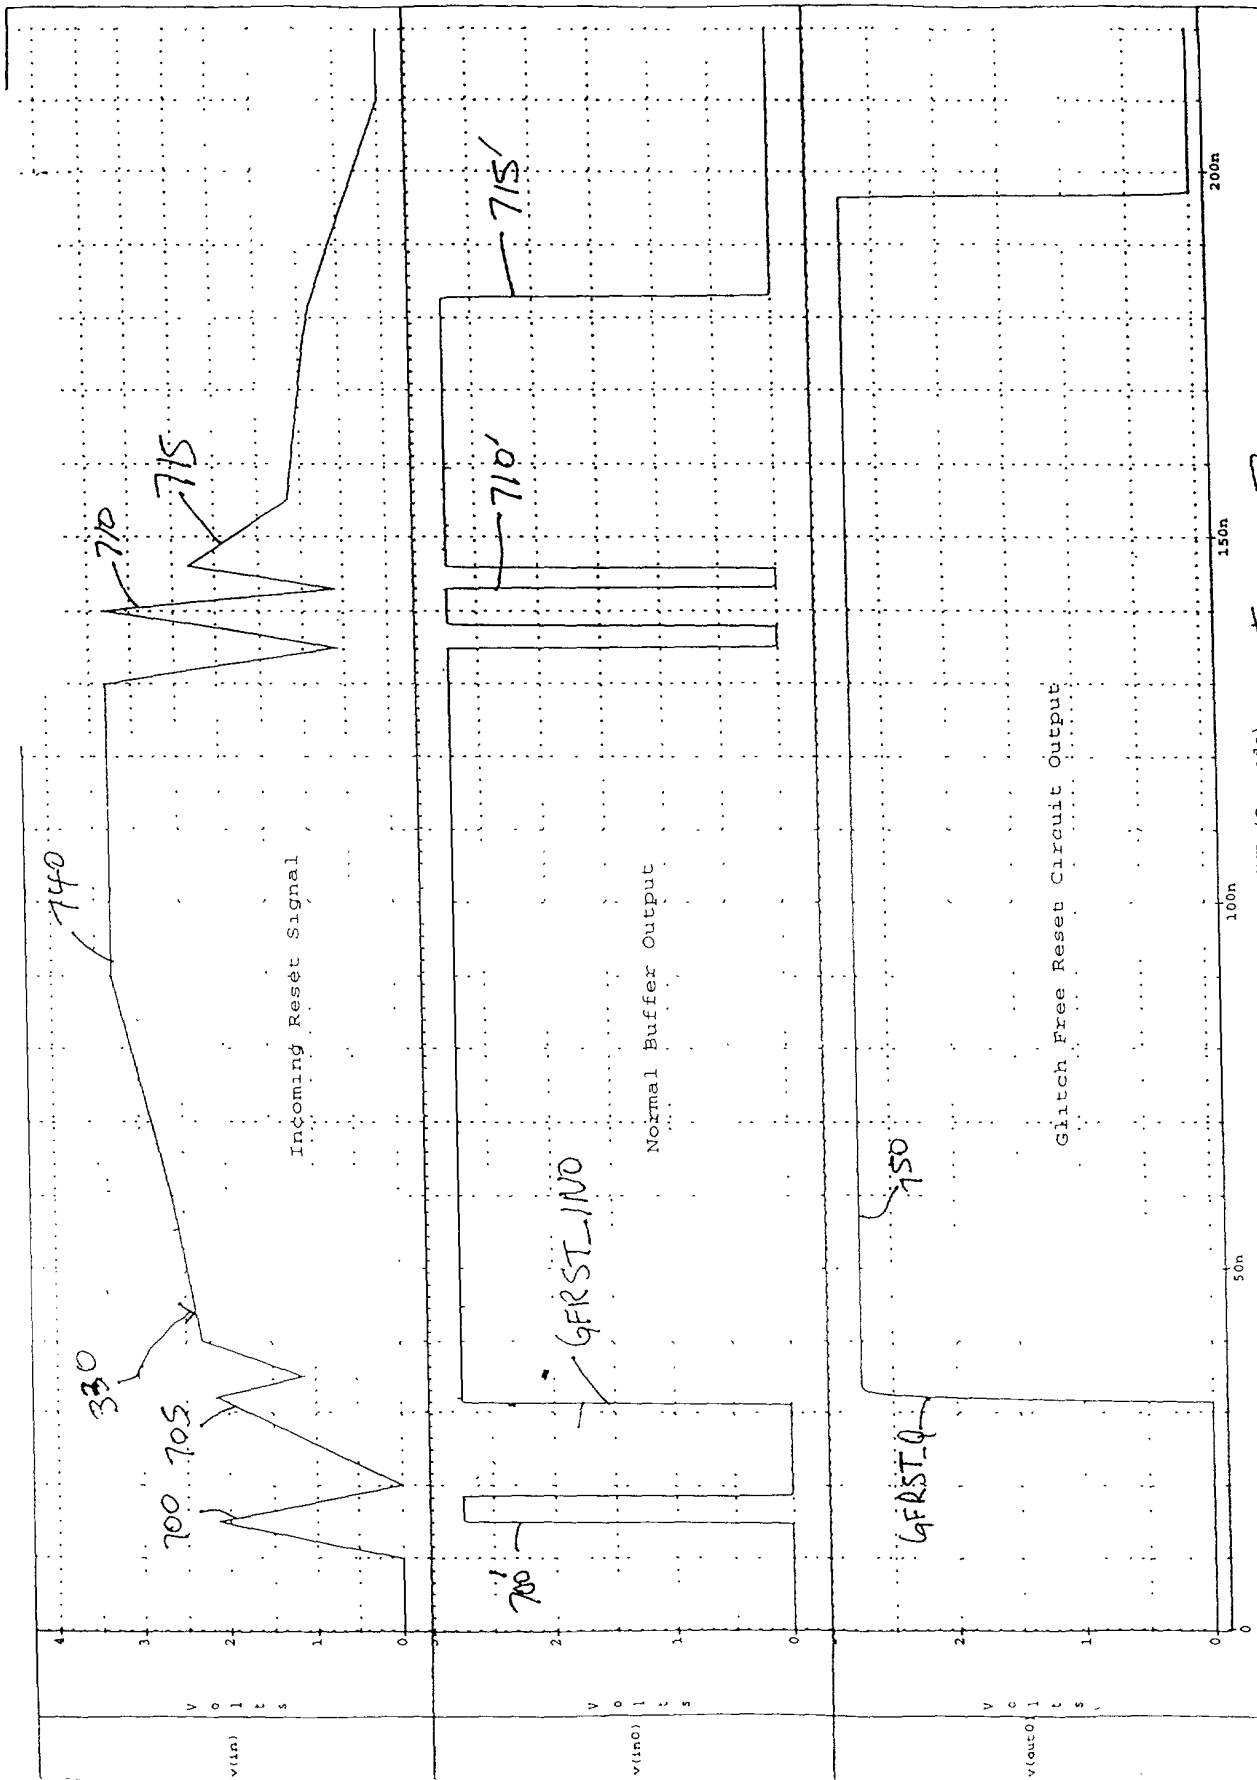 v(in)
Volts
4
3
2
1
0
700
705
330
740
710
715
Incoming Reset Signal
v(in0)
Volts
3
2
1
0
700'
GFRST_IN0
710'
715'
Normal Buffer Output
v(out0)
2
1
0
GFRST_Q
750
Glitch Free Reset Circuit Output
0
50n
100n
150n
200n